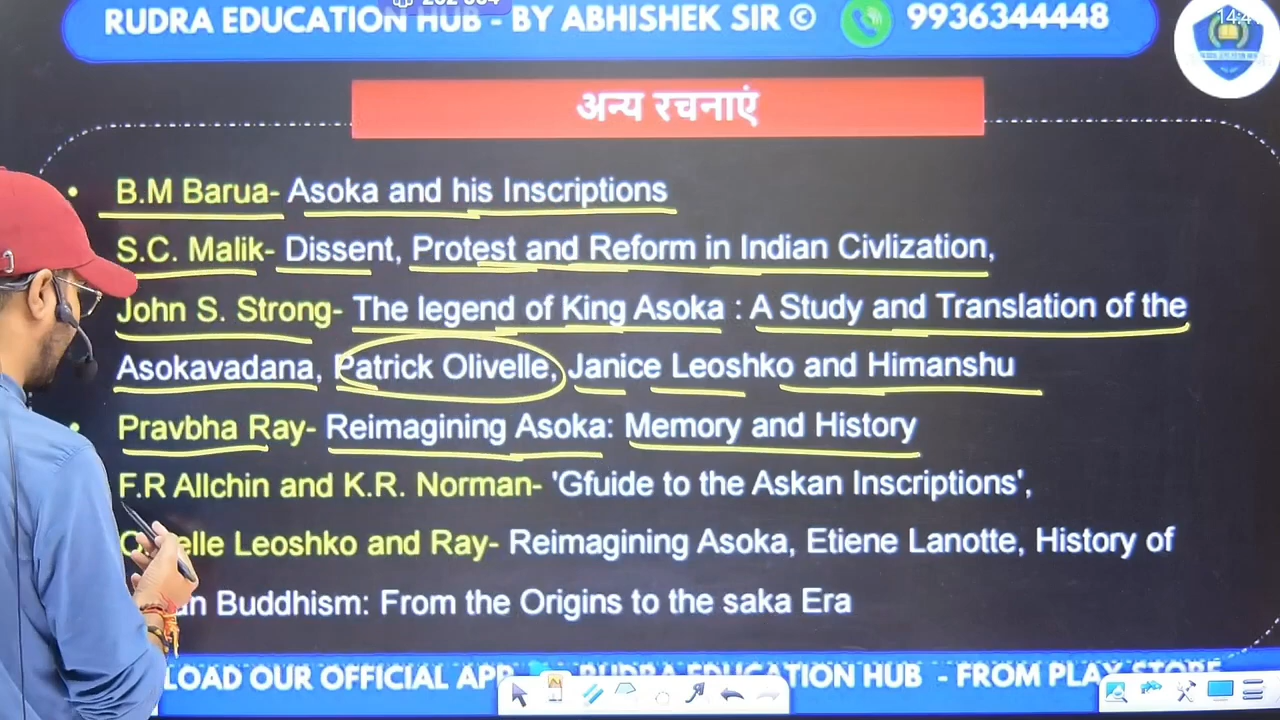 RUDRA EDUCATION HUB - BY ABHISHEK SIR © 9936344448
14:4
अन्य रचनाएं
• B.M Barua- Asoka and his Inscriptions
S.C. Malik- Dissent, Protest and Reform in Indian Civlization,
John S. Strong- The legend of King Asoka : A Study and Translation of the
Asokavadana, Patrick Olivelle, Janice Leoshko and Himanshu
• Pravbha Ray- Reimagining Asoka: Memory and History
F.R Allchin and K.R. Norman- 'Gfuide to the Askan Inscriptions',
elle Leoshko and Ray- Reimagining Asoka, Etiene Lanotte, History of
Buddhism: From the Origins to the saka Era
LOAD OUR OFFICIAL APP RUDRA EDUCATION HUB - FROM PLAY STORE